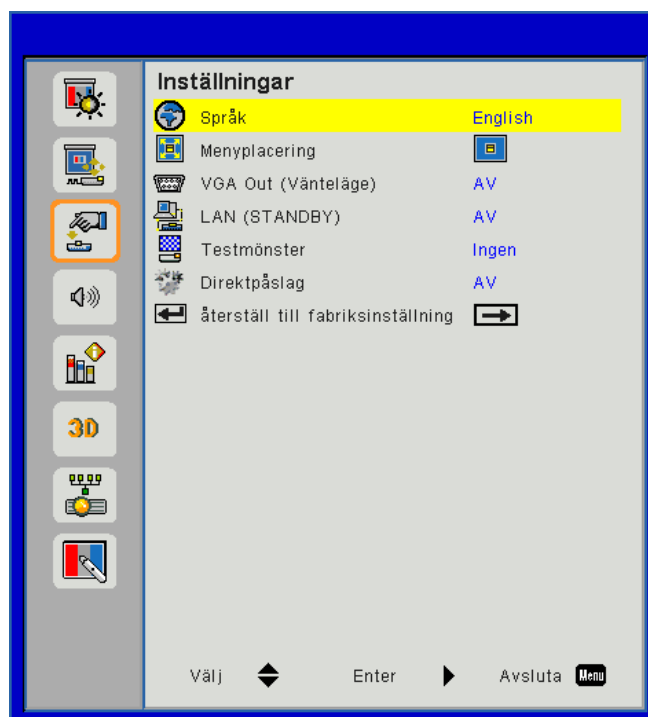 Inställningar
Språk English
Menyplacering
VGA Out (Vänteläge) AV
LAN (STANDBY) AV
Testmönster Ingen
Direktpåslag AV
återställ till fabriksinställning
3D
Välj Enter Avsluta Menu